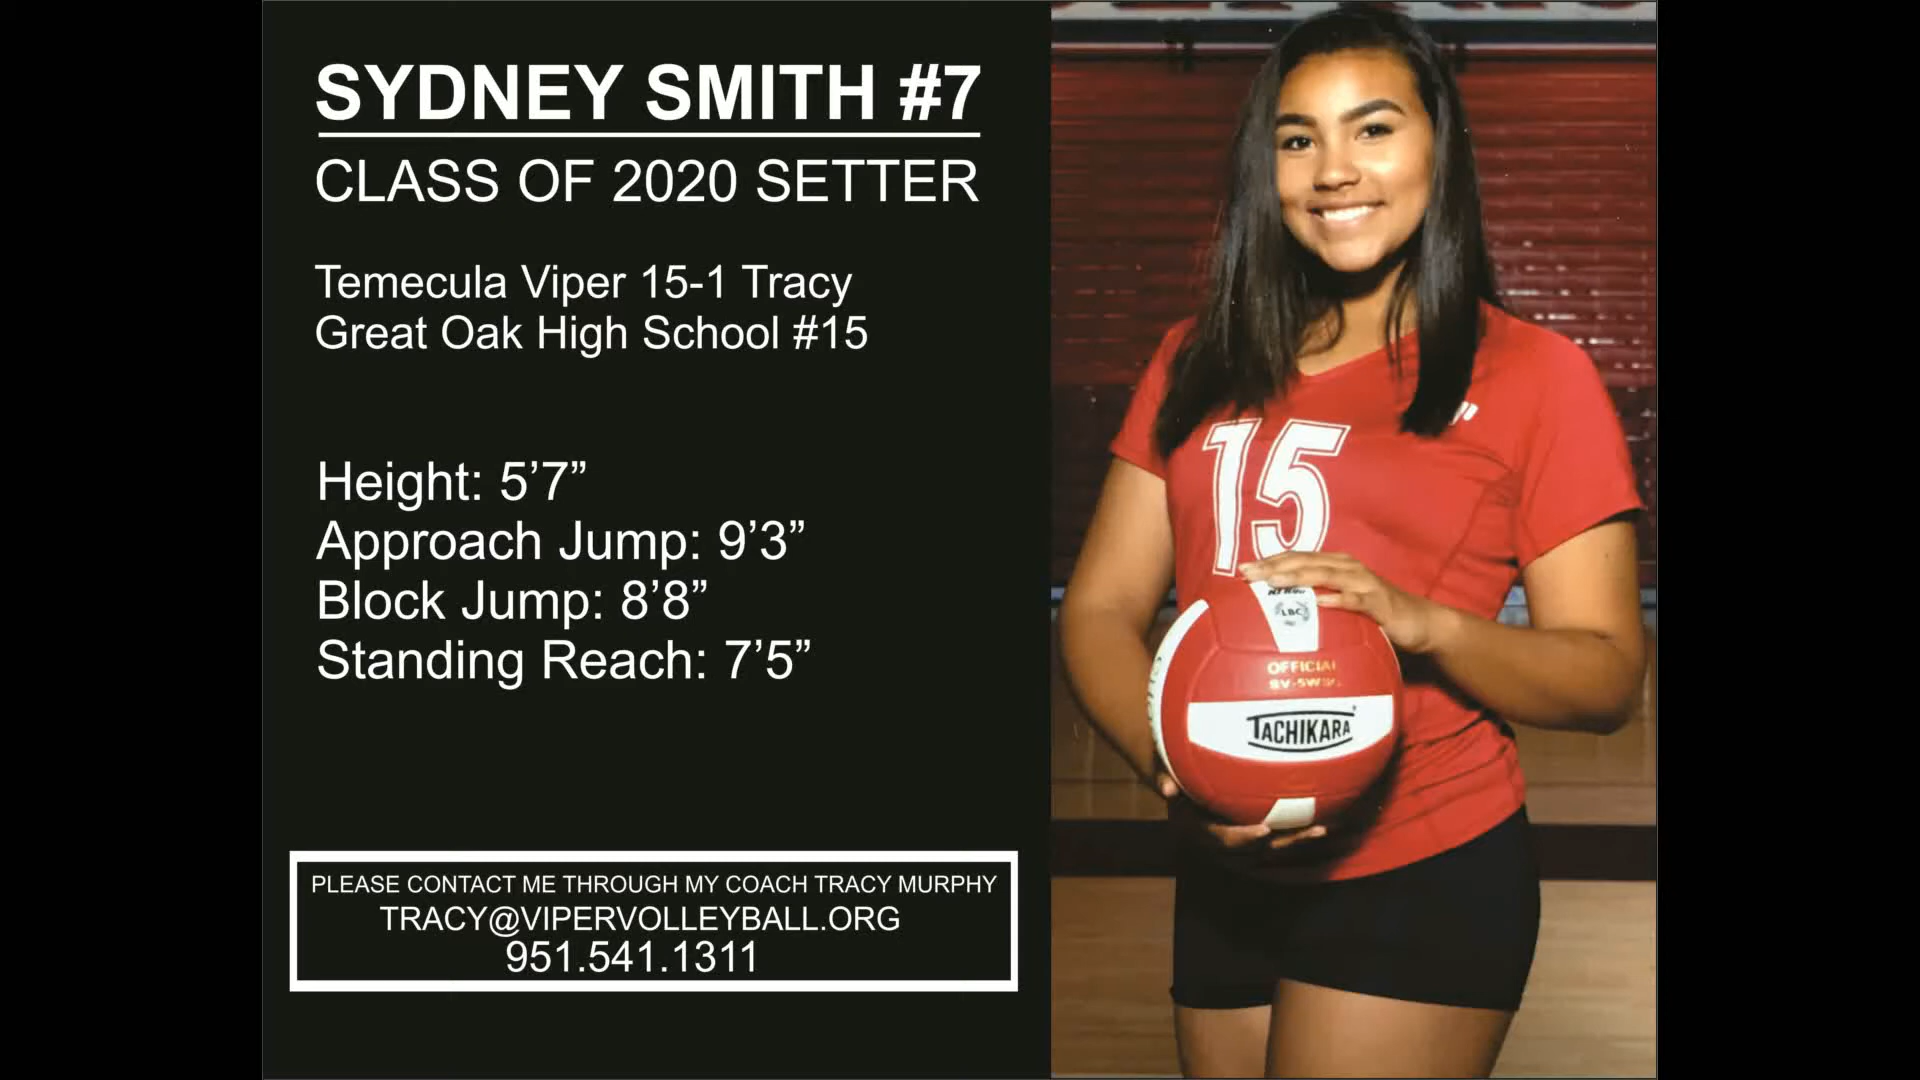 SYDNEY SMITH #7
CLASS OF 2020 SETTER
Temecula Viper 15-1 Tracy
Great Oak High School #15
Height: 5’7”
Approach Jump: 9’3”
Block Jump: 8’8”
Standing Reach: 7’5”
PLEASE CONTACT ME THROUGH MY COACH TRACY MURPHY
TRACY@VIPERVOLLEYBALL.ORG
951.541.1311
15
LBC
OFFICIAL
TACHIKARA